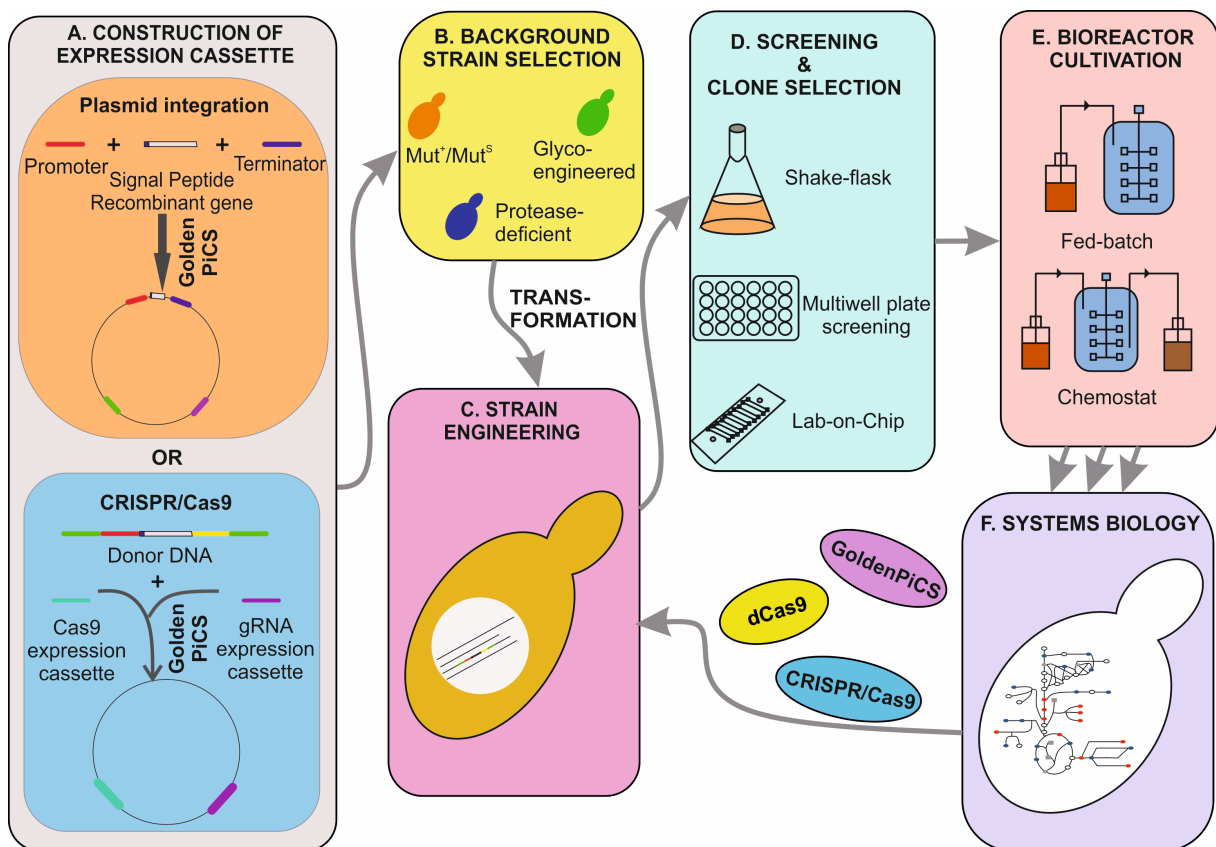 A. CONSTRUCTION OF
EXPRESSION CASSETTE
Plasmid integration
+
+
Promoter
Terminator
Signal Peptide
Recombinant gene
Golden
PiCS
OR
CRISPR/Cas9
Donor DNA
+
Cas9
expression
cassette
Golden
PiCS
gRNA
expression
cassette
B. BACKGROUND
STRAIN SELECTION
Mut⁺/Mutˢ
Glyco-
engineered
Protease-
deficient
TRANS-
FORMATION
C. STRAIN
ENGINEERING
D. SCREENING
&
CLONE SELECTION
Shake-flask
Multiwell plate
screening
Lab-on-Chip
E. BIOREACTOR
CULTIVATION
Fed-batch
Chemostat
F. SYSTEMS BIOLOGY
GoldenPiCS
dCas9
CRISPR/Cas9